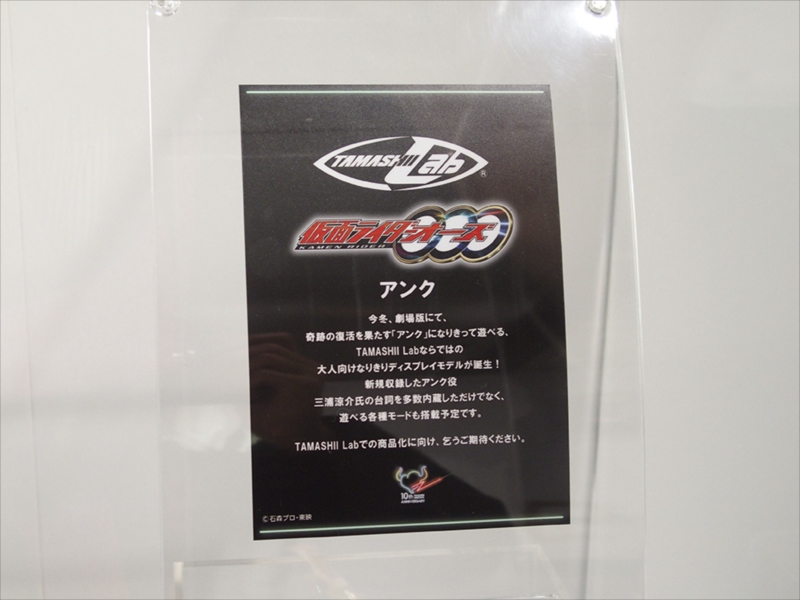 TAMASHII Lab®
仮面ライダーオーズ
KAMEN RIDER
アンク
今冬、劇場版にて、
奇跡の復活を果たす「アンク」になりきって遊べる、
TAMASHII Labならではの
大人向けなりきりディスプレイモデルが誕生！
新規収録したアンク役
三浦涼介氏の台詞を多数内蔵しただけでなく、
遊べる各種モードも搭載予定です。
TAMASHII Labでの商品化に向け、乞うご期待ください。
10th
ANNIVERSARY
©石森プロ・東映